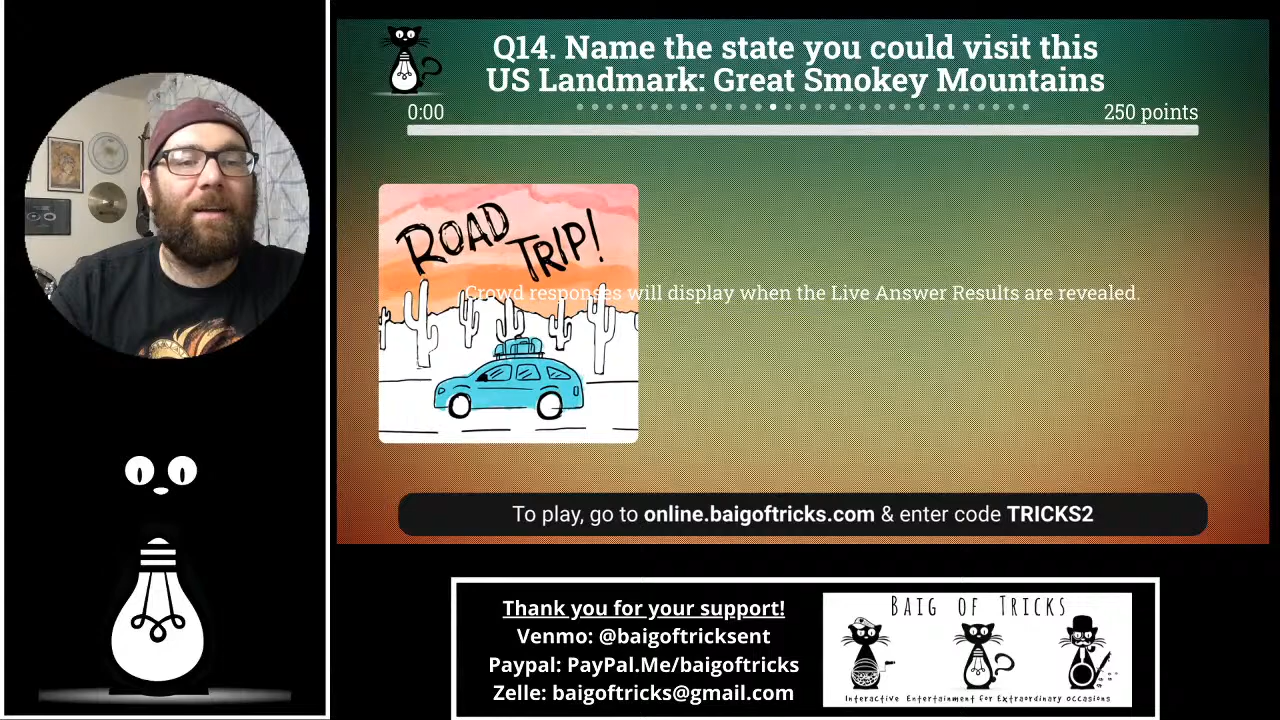 Q14. Name the state you could visit this
US Landmark: Great Smokey Mountains
0:00
250 points
ROAD
TRIP!
Crowd responses will display when the Live Answer Results are revealed.
To play, go to online.baigoftricks.com & enter code TRICKS2
Thank you for your support!
Venmo: @baigoftricksent
Paypal: PayPal.Me/baigoftricks
Zelle: baigoftricks@gmail.com
BAIG OF TRICKS
Interactive Entertainment for Extraordinary occasions